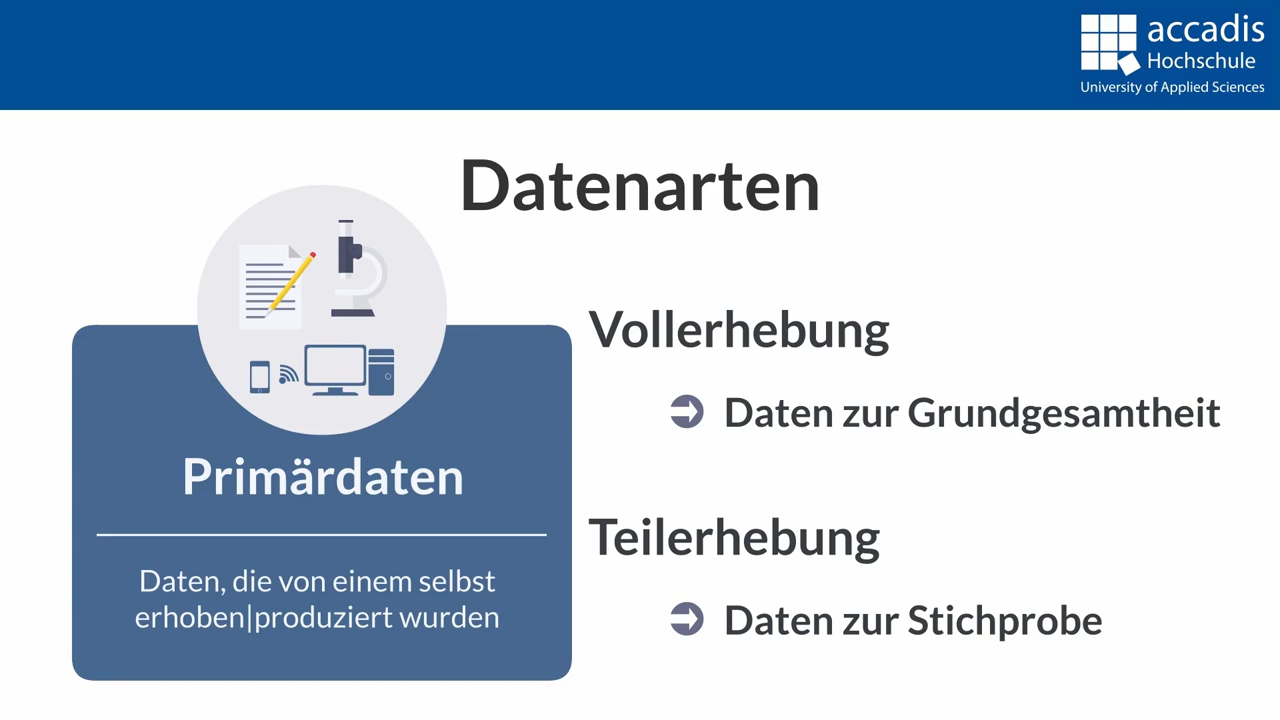 accadis
Hochschule
University of Applied Sciences
Datenarten
Primärdaten
Daten, die von einem selbst
erhoben|produziert wurden
Vollerhebung
Daten zur Grundgesamtheit
Teilerhebung
Daten zur Stichprobe